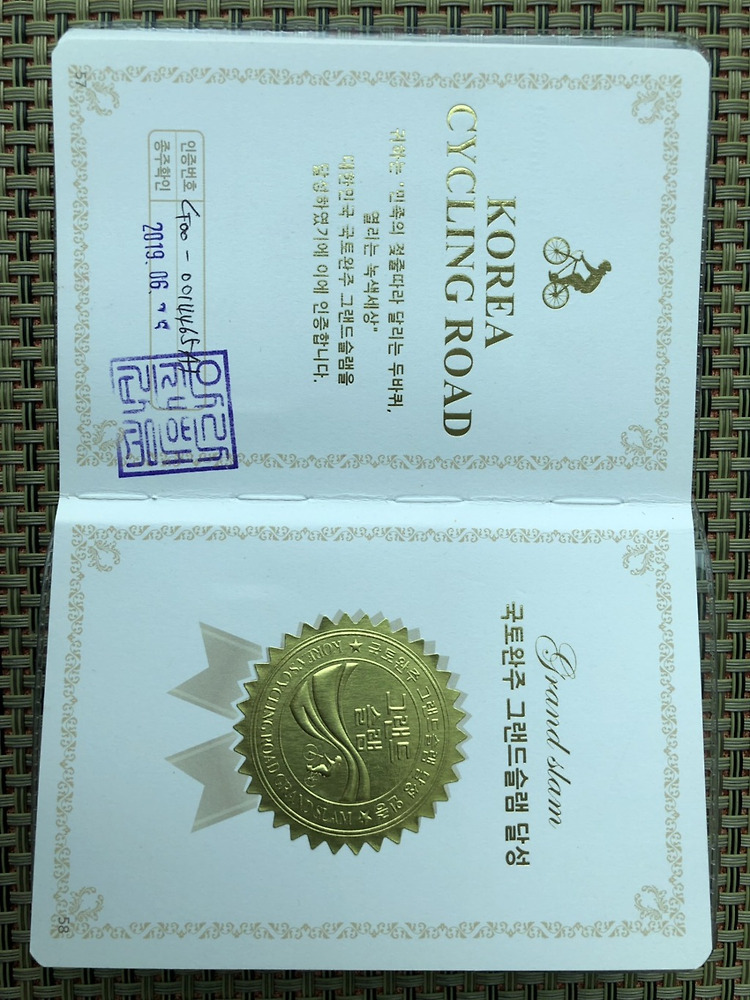 57
KOREA
CYCLING ROAD
귀하는 "민족의 젖줄따라 달리는 두바퀴,
열리는 녹색세상"
대한민국 국토완주 그랜드슬램을
달성하였기에 이에 인증합니다.
인증번호
종주확인
2019. 06.
Grand slam
국토완주 그랜드슬램 달성
국토완주 그랜드슬램 달성 인증
그랜드
슬램
KOREA CYCLING ROAD GRAND SLAM
58